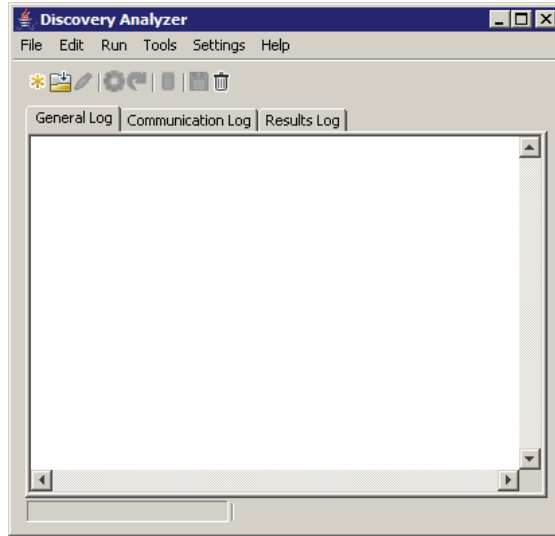 Discovery Analyzer
File Edit Run Tools Settings Help
General Log Communication Log Results Log